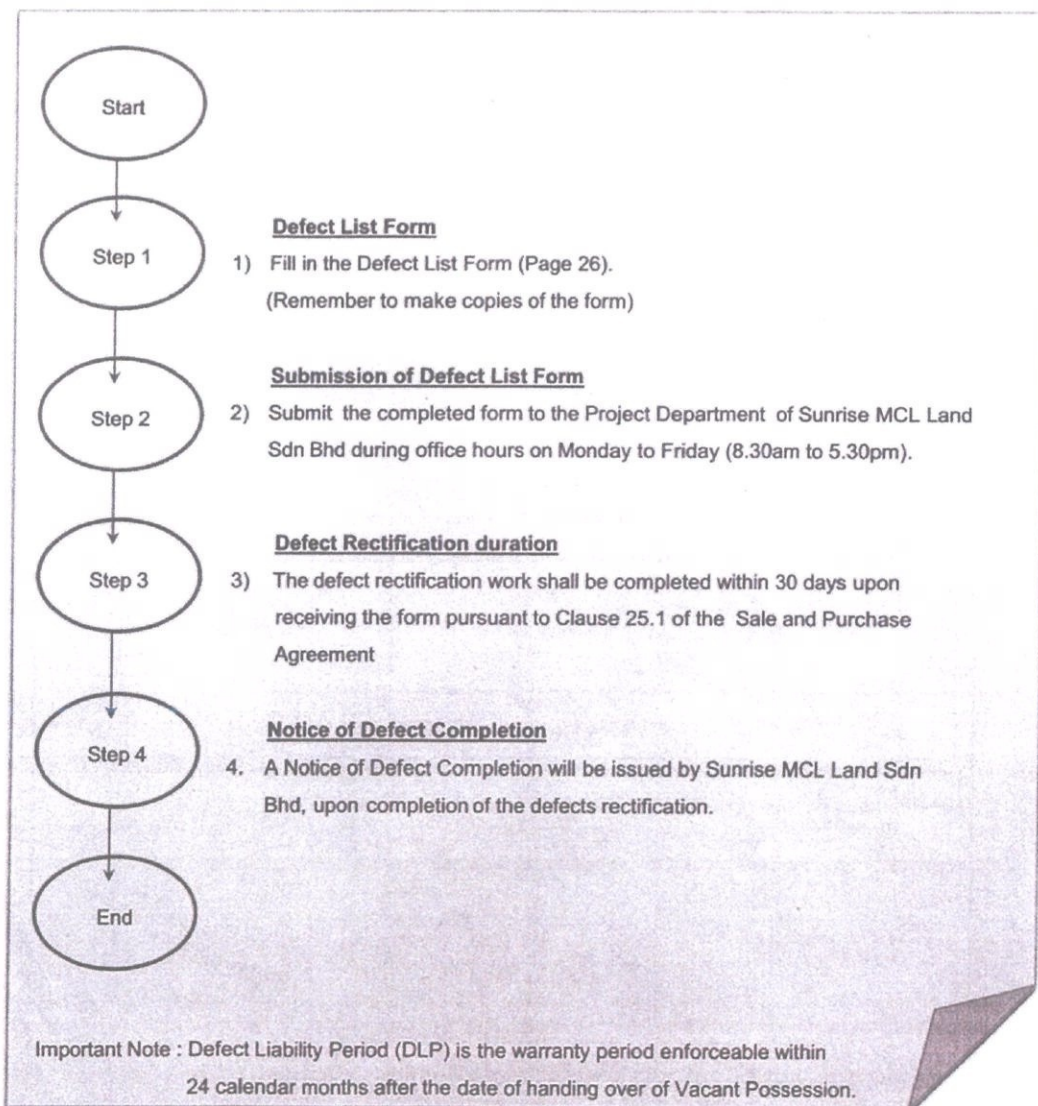 Start
Step 1
Defect List Form
1) Fill in the Defect List Form (Page 26).
(Remember to make copies of the form)
Step 2
Submission of Defect List Form
2) Submit the completed form to the Project Department of Sunrise MCL Land
Sdn Bhd during office hours on Monday to Friday (8.30am to 5.30pm).
Step 3
Defect Rectification duration
3) The defect rectification work shall be completed within 30 days upon
receiving the form pursuant to Clause 25.1 of the Sale and Purchase
Agreement
Step 4
Notice of Defect Completion
4. A Notice of Defect Completion will be issued by Sunrise MCL Land Sdn
Bhd, upon completion of the defects rectification.
End
Important Note : Defect Liability Period (DLP) is the warranty period enforceable within
24 calendar months after the date of handing over of Vacant Possession.